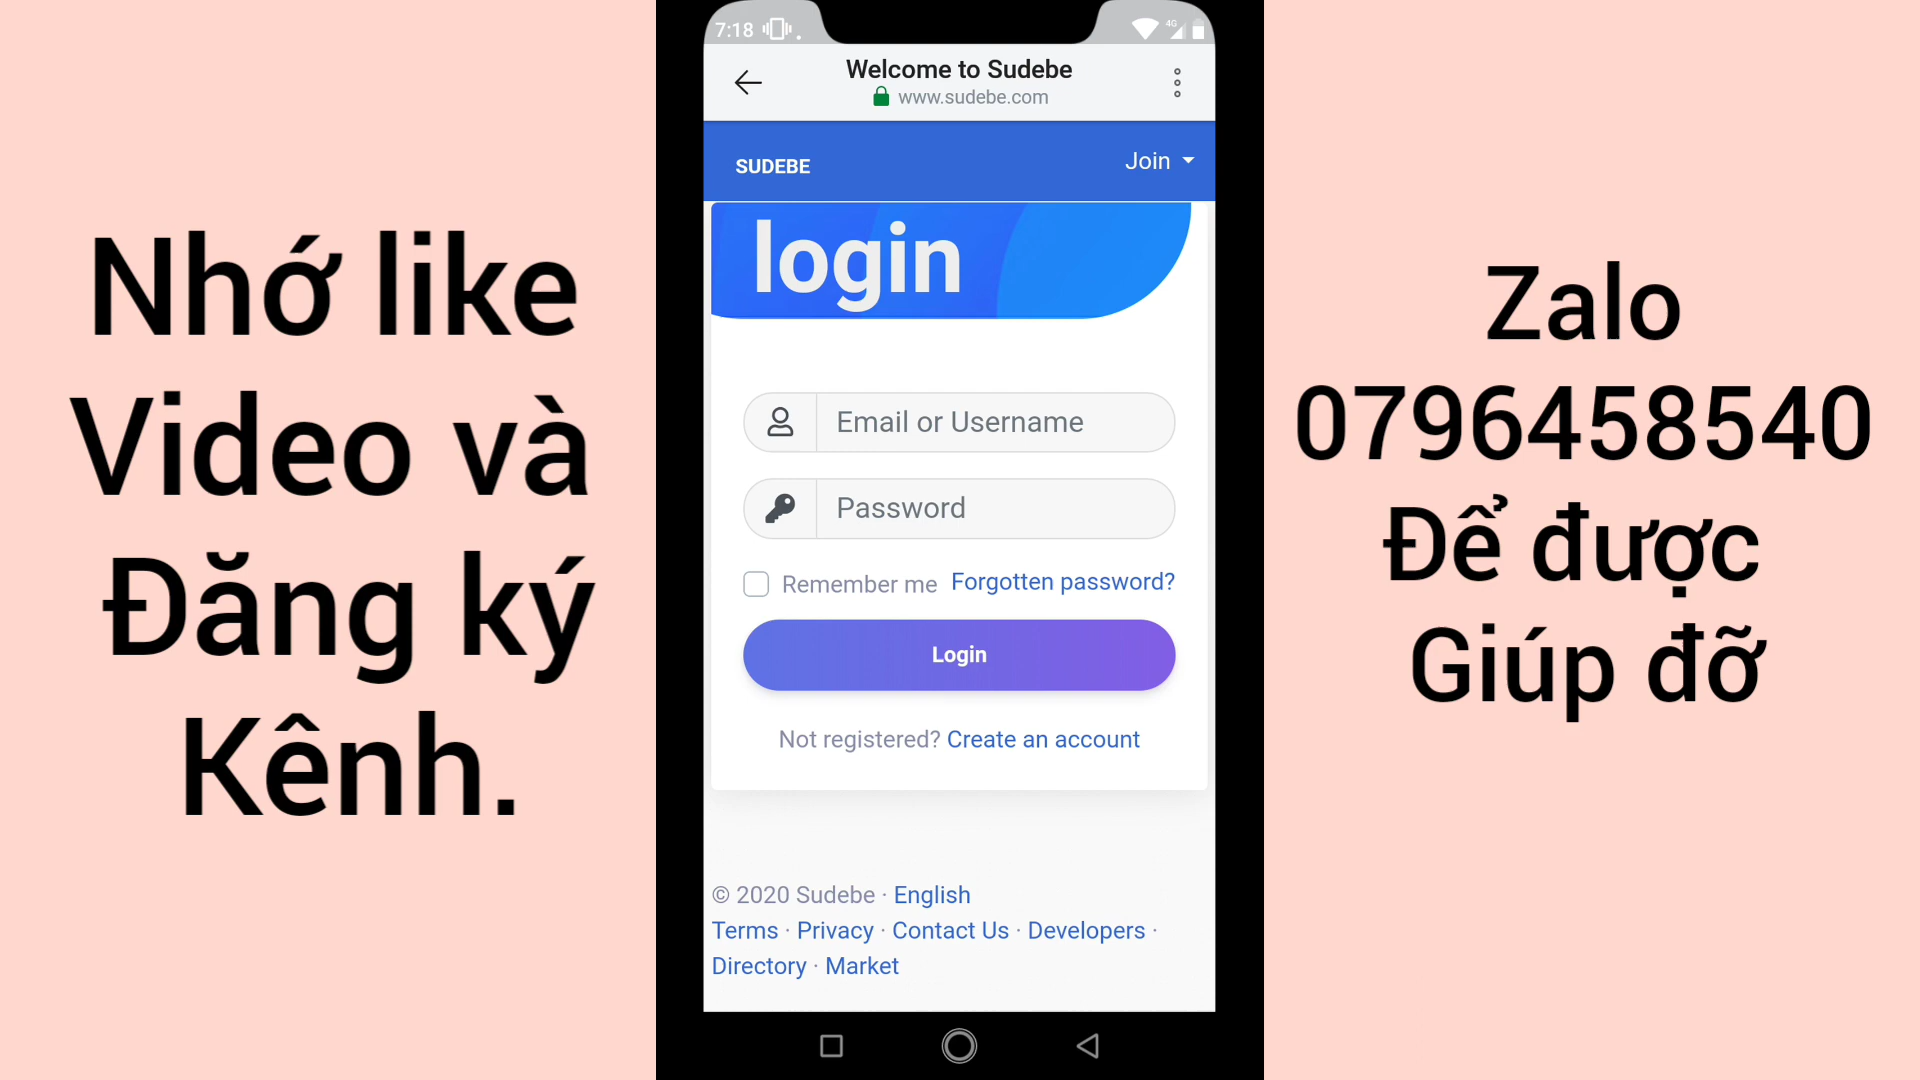 Nhớ like
Video và
Đăng ký
Kênh.
7:18
4G
Welcome to Sudebe
www.sudebe.com
SUDEBE
Join
login
Email or Username
Password
Remember me Forgotten password?
Login
Not registered? Create an account
© 2020 Sudebe · English
Terms · Privacy · Contact Us · Developers ·
Directory · Market
Zalo
0796458540
Để được
Giúp đỡ